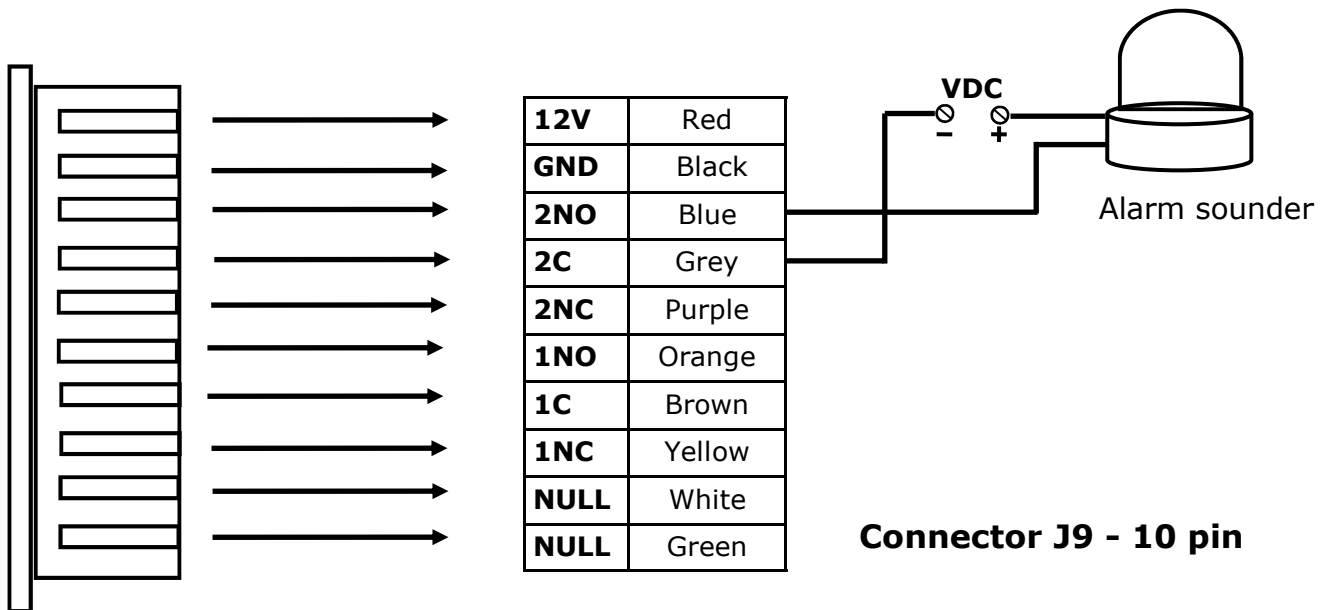 VDC
- +
12V Red
GND Black
2NO Blue
2C Grey
2NC Purple
1NO Orange
1C Brown
1NC Yellow
NULL White
NULL Green
Alarm sounder
Connector J9 - 10 pin